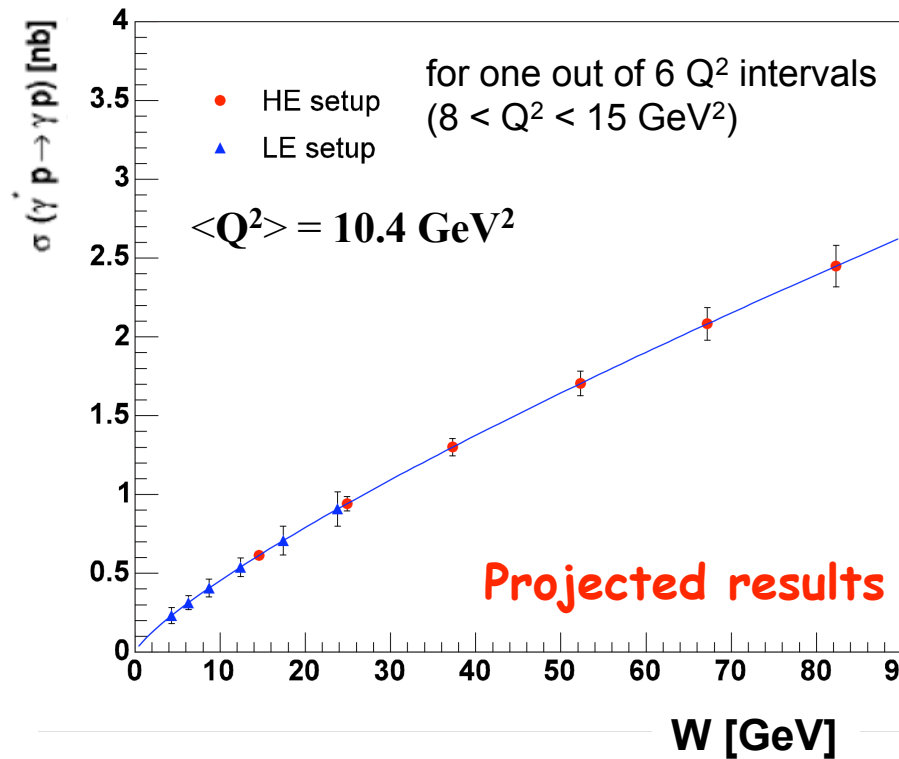 σ (γ* p → γ p) [nb]
4
3.5
3
2.5
2
1.5
1
0.5
0
HE setup
LE setup
for one out of 6 Q² intervals
(8 < Q² < 15 GeV²)
<Q²> = 10.4 GeV²
Projected results
0 10 20 30 40 50 60 70 80 90
W [GeV]